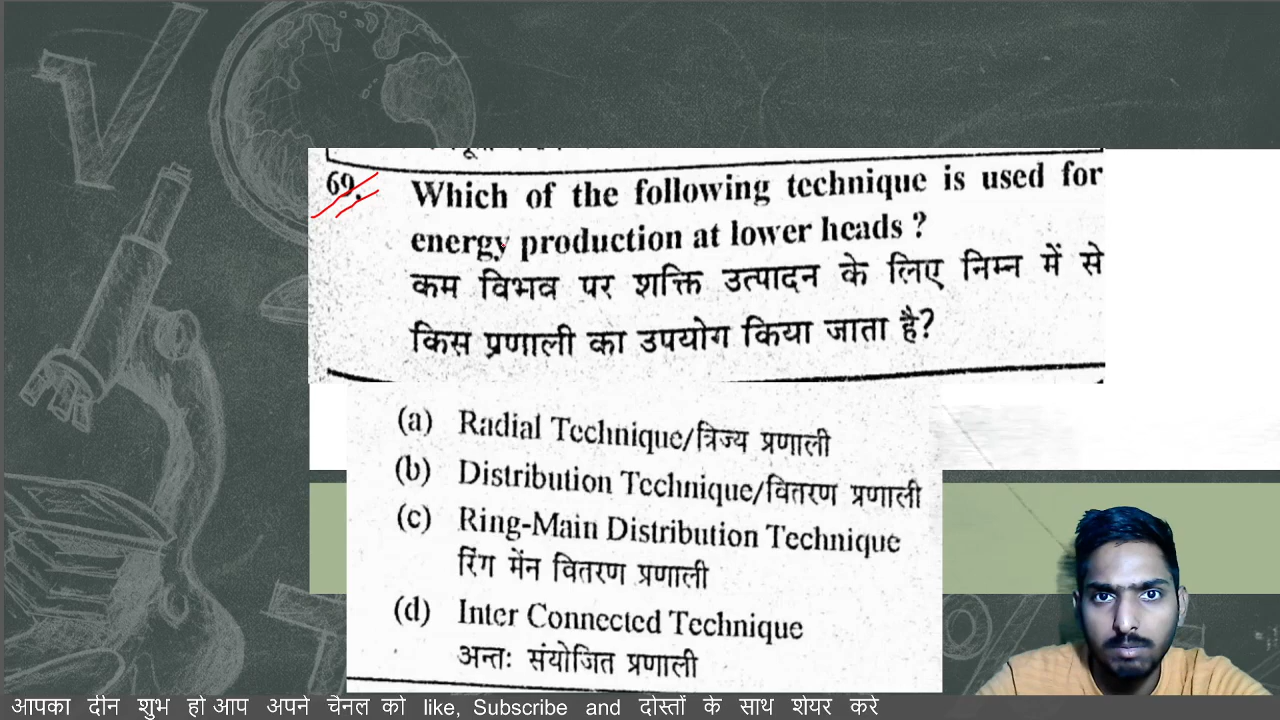 69. Which of the following technique is used for
energy production at lower heads ?
कम विभव पर शक्ति उत्पादन के लिए निम्न में से
किस प्रणाली का उपयोग किया जाता है?
(a) Radial Technique/त्रिज्य प्रणाली
(b) Distribution Technique/वितरण प्रणाली
(c) Ring-Main Distribution Technique
रिंग मेंन वितरण प्रणाली
(d) Inter Connected Technique
अन्तः संयोजित प्रणाली
आपका दीन शुभ हो आप अपने चैनल को like, Subscribe and दोस्तों के साथ शेयर करे